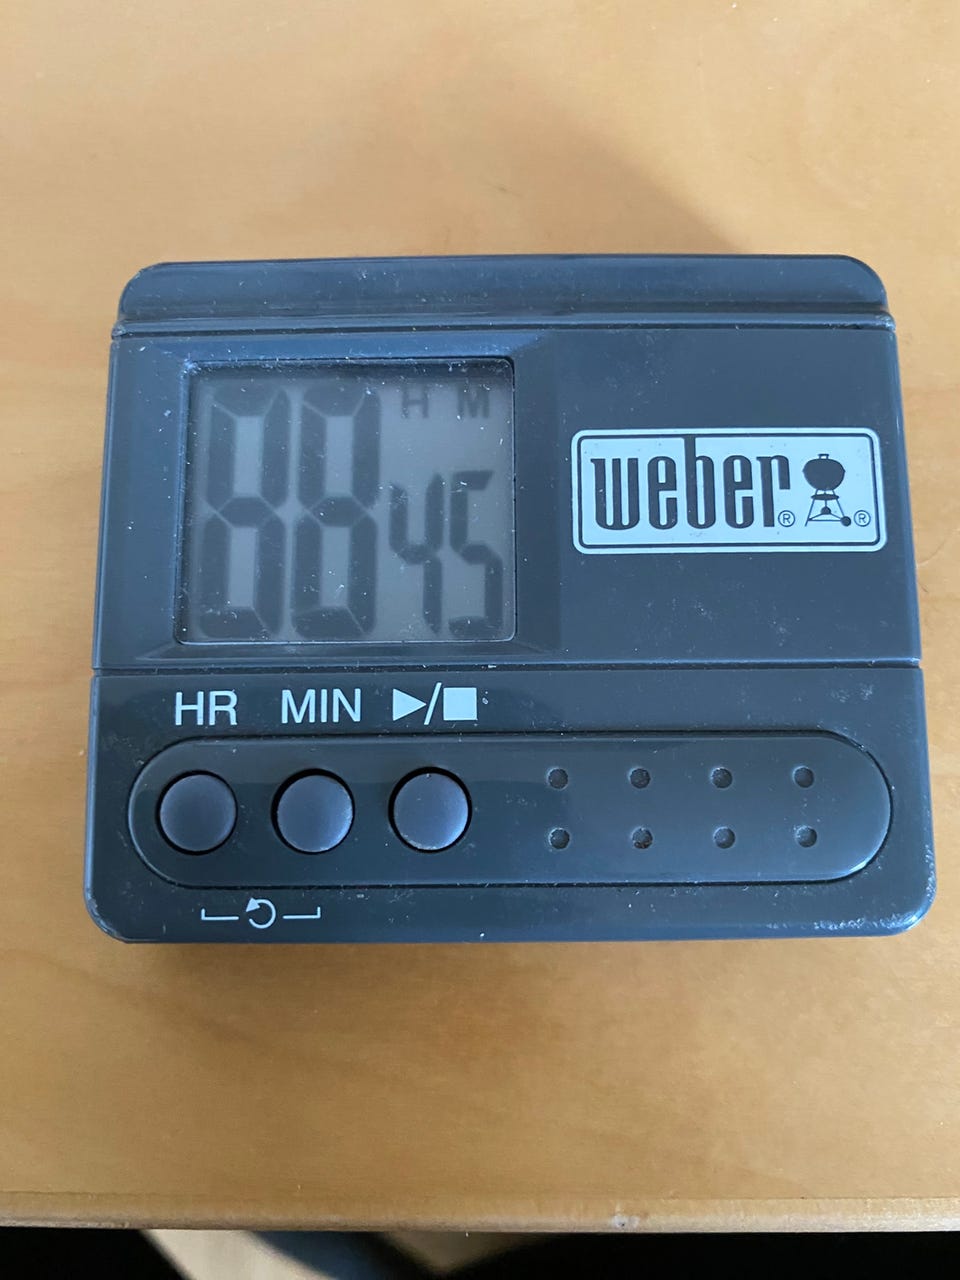 H M
88 45
weber® ®
HR MIN ▶/■